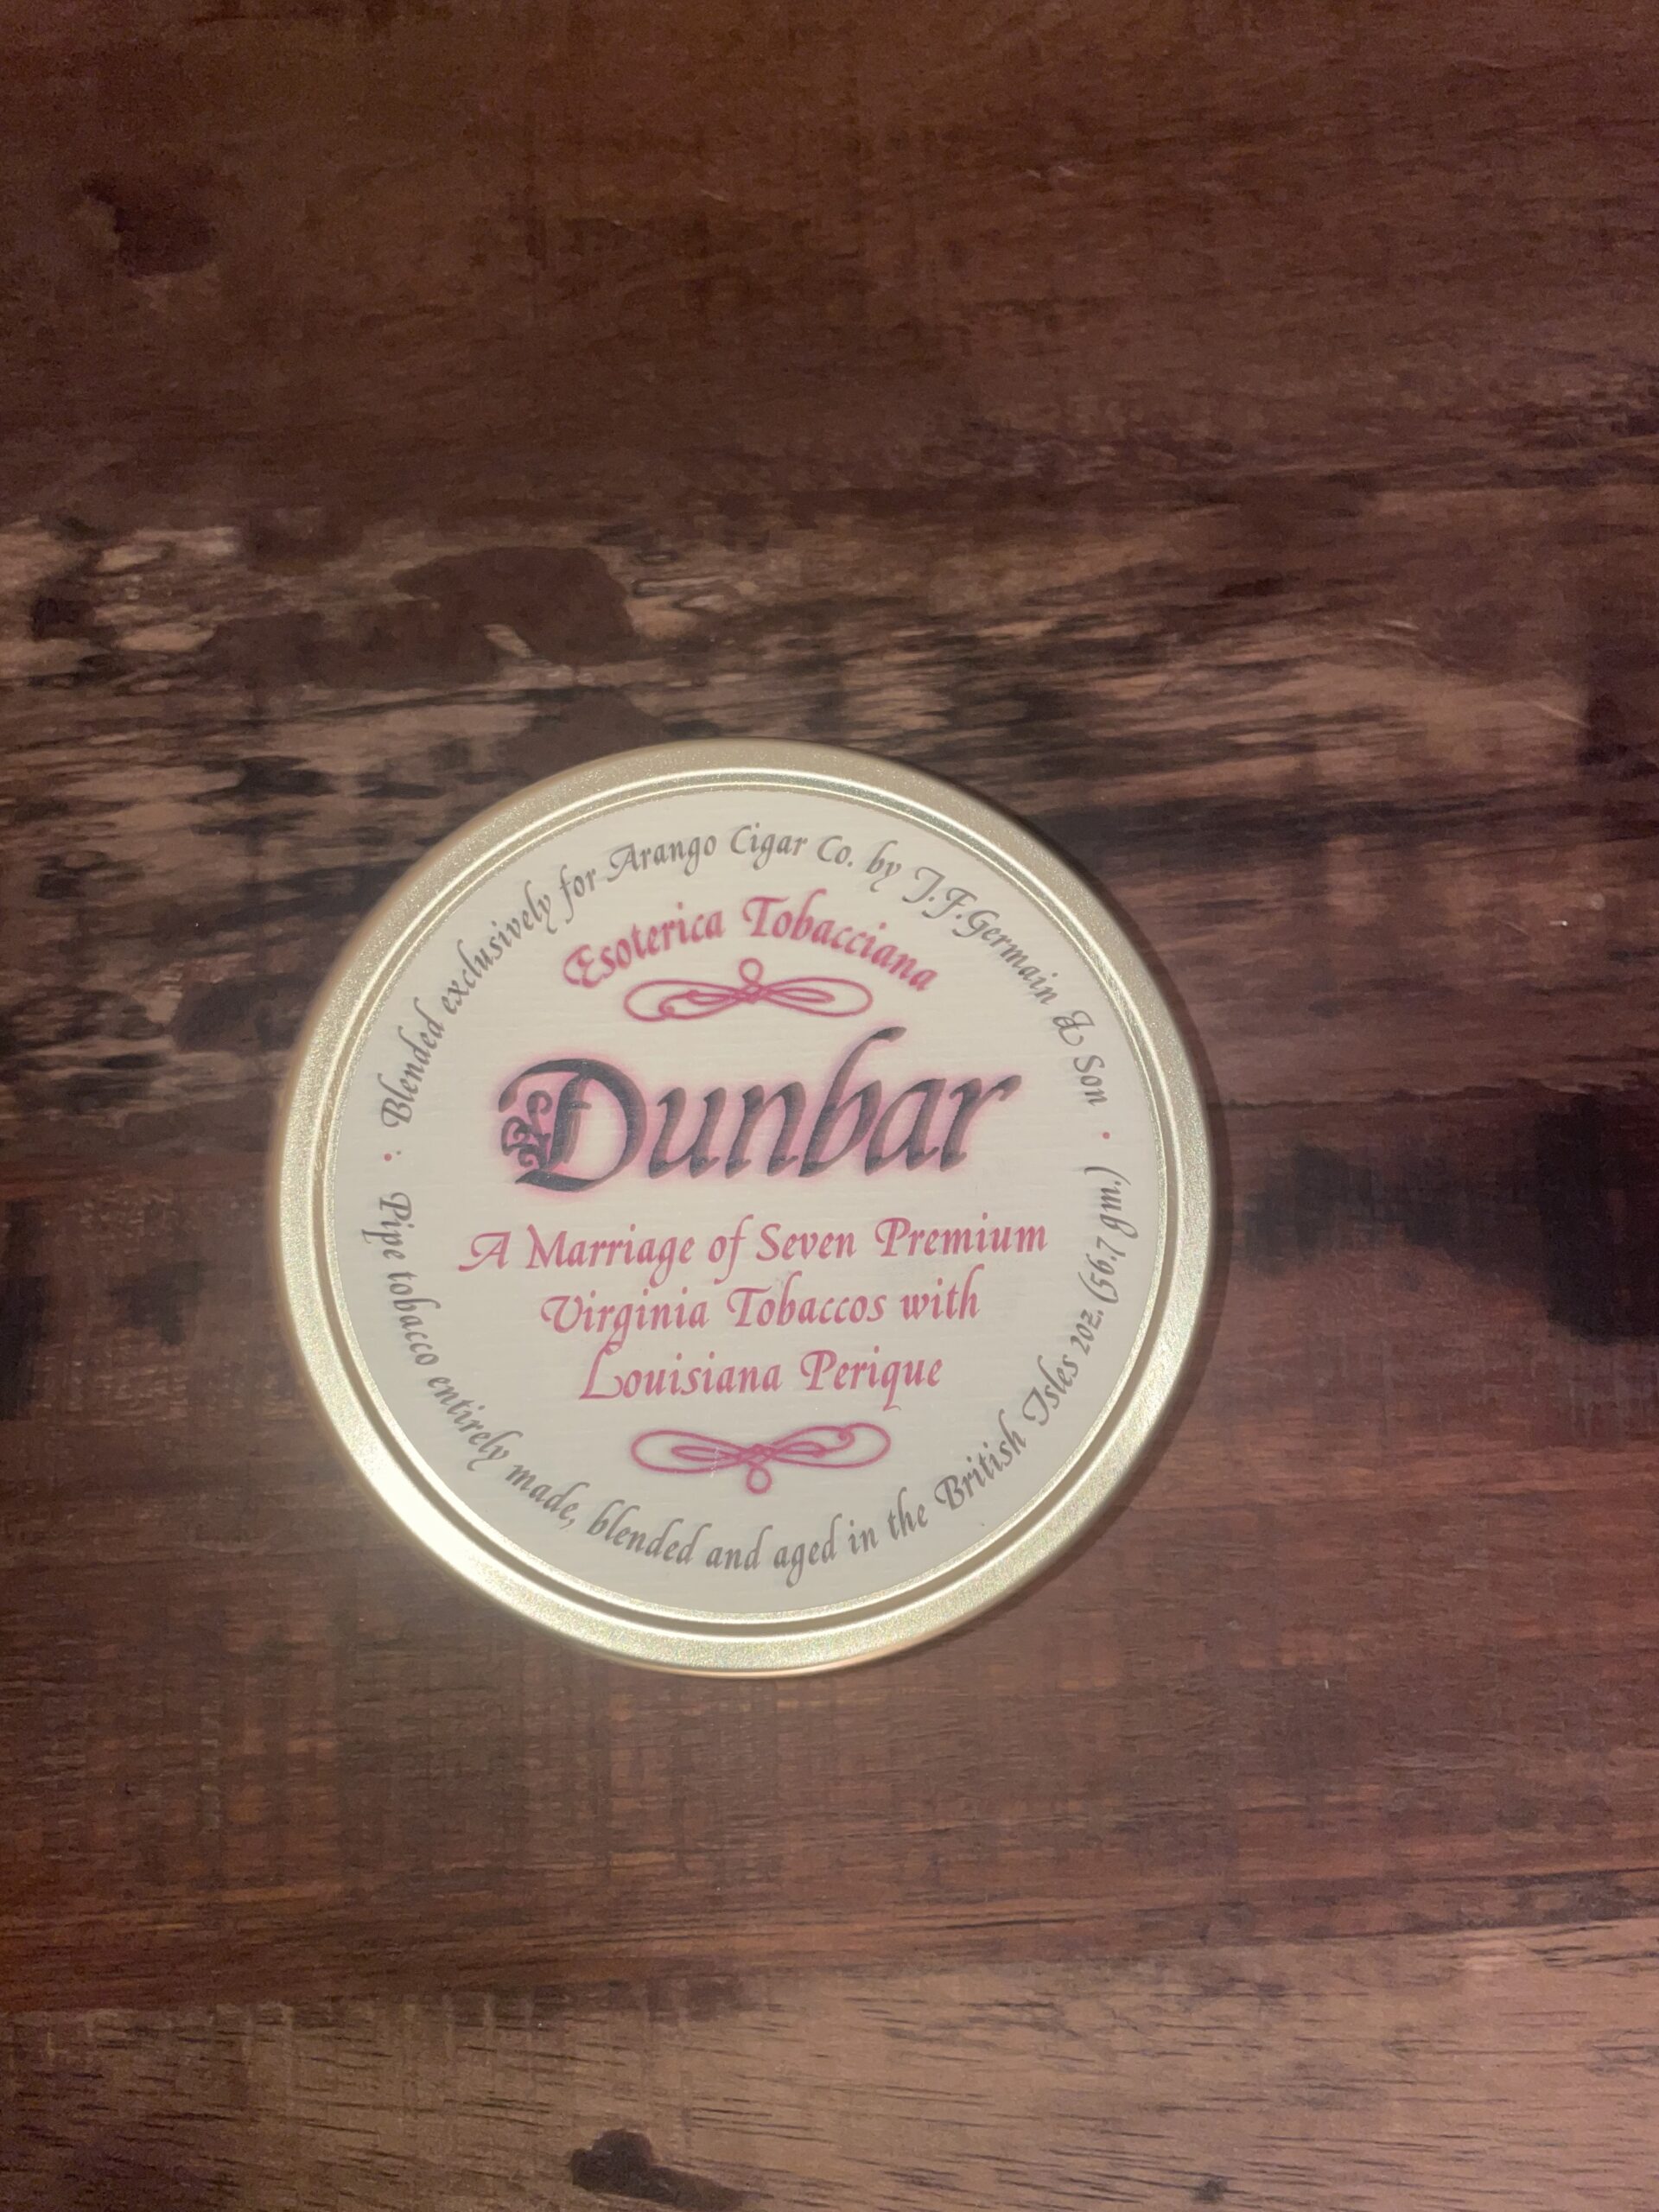 Blended exclusively for Arango Cigar Co. by J.F.Germain & Son
Esoterica Tobacciana
Dunbar
A Marriage of Seven Premium
Virginia Tobaccos with
Louisiana Perique
Pipe tobacco entirely made, blended and aged in the British Isles 2oz. (56.7 gm.)